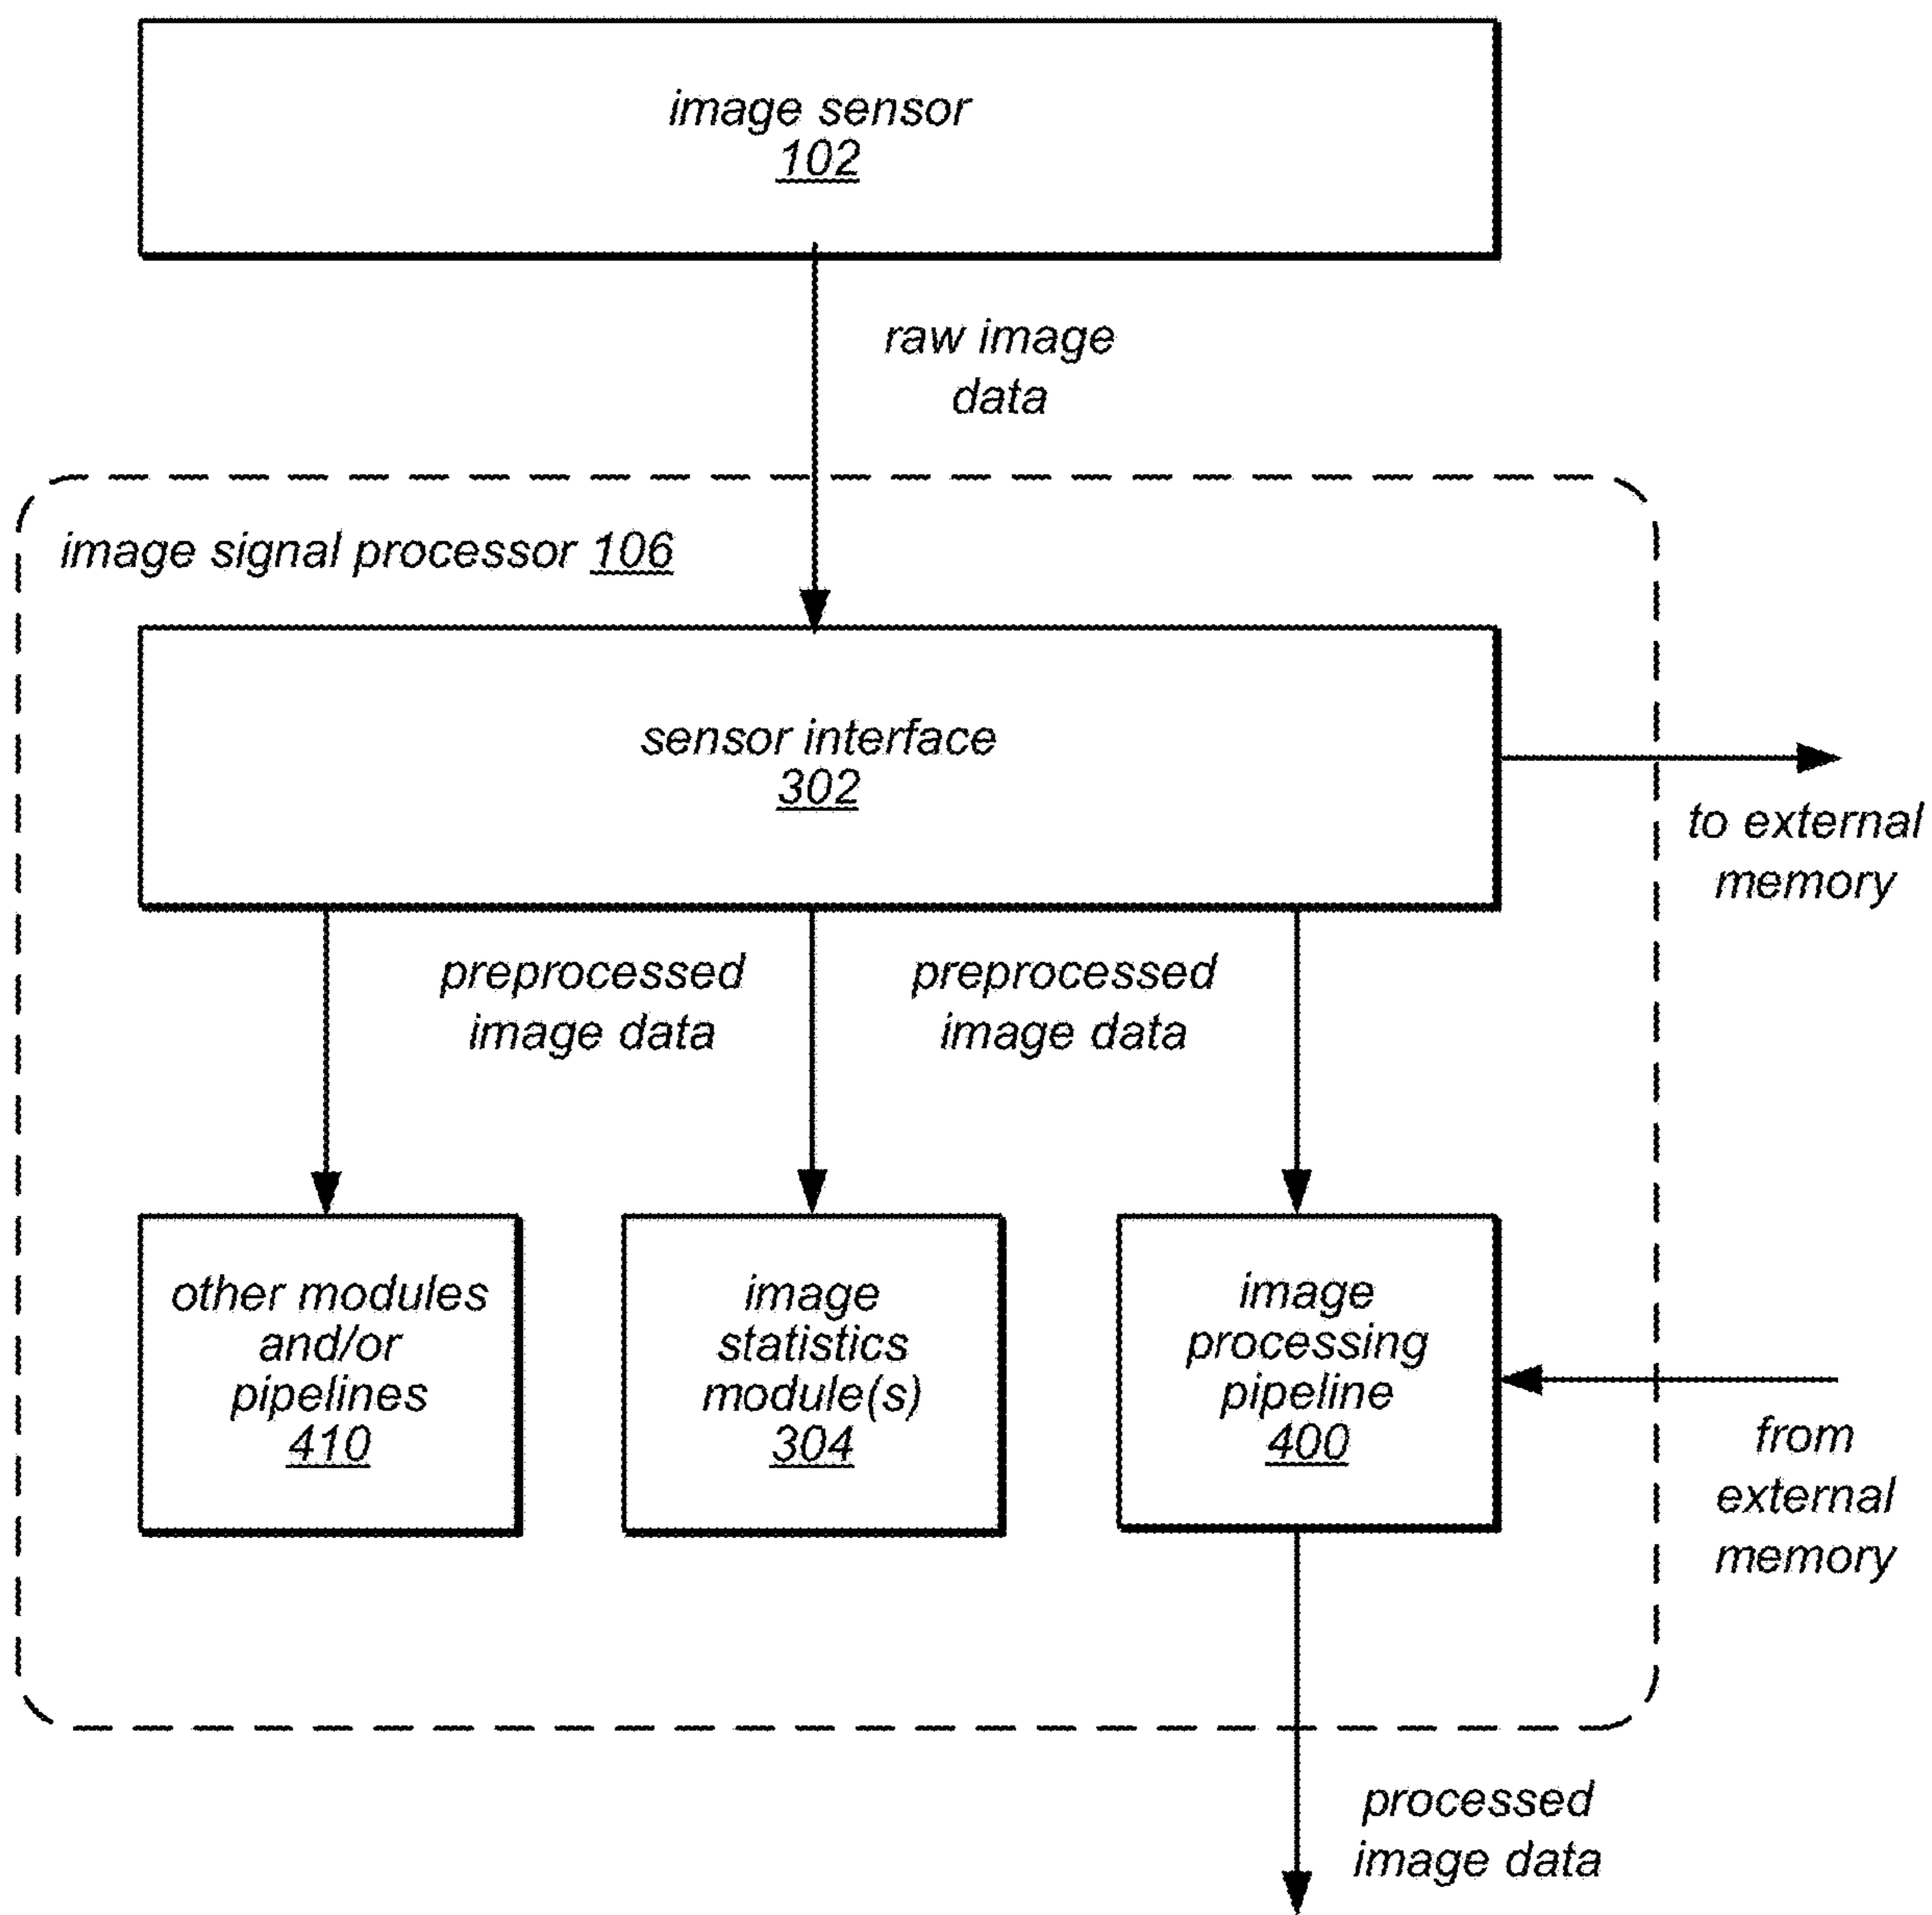 image sensor
102
raw image
data
image signal processor 106
sensor interface
302
to external
memory
preprocessed
image data
preprocessed
image data
other modules
and/or
pipelines
410
image
statistics
module(s)
304
image
processing
pipeline
400
from
external
memory
processed
image data